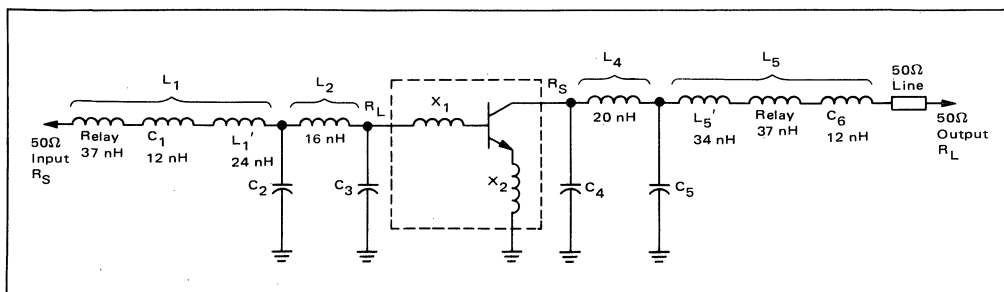 L1
L2
L4
L5
RL
X1
RS
50Ω
Line
50Ω
Input
RS
Relay
37 nH
C1
12 nH
L1'
24 nH
16 nH
C2
C3
X2
C4
20 nH
C5
L5'
34 nH
Relay
37 nH
C6
12 nH
50Ω
Output
RL